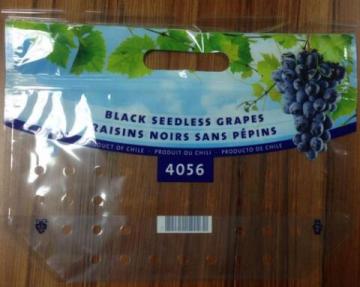 BLACK SEEDLESS GRAPES
RAISINS NOIRS SANS PÉPINS
PRODUCT OF CHILE · PRODUIT DU CHILI · PRODUCTO DE CHILE
4056